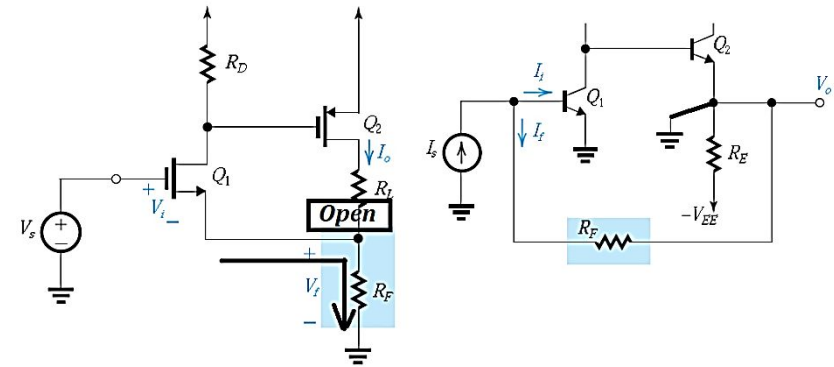 R_D
Q_2
I_o
Q_1
R_L
Open
V_s
+
−
+
V_i
−
+
V_f
−
R_F
Q_2
V_o
I_i
Q_1
I_f
I_s
R_E
−V_EE
R_F